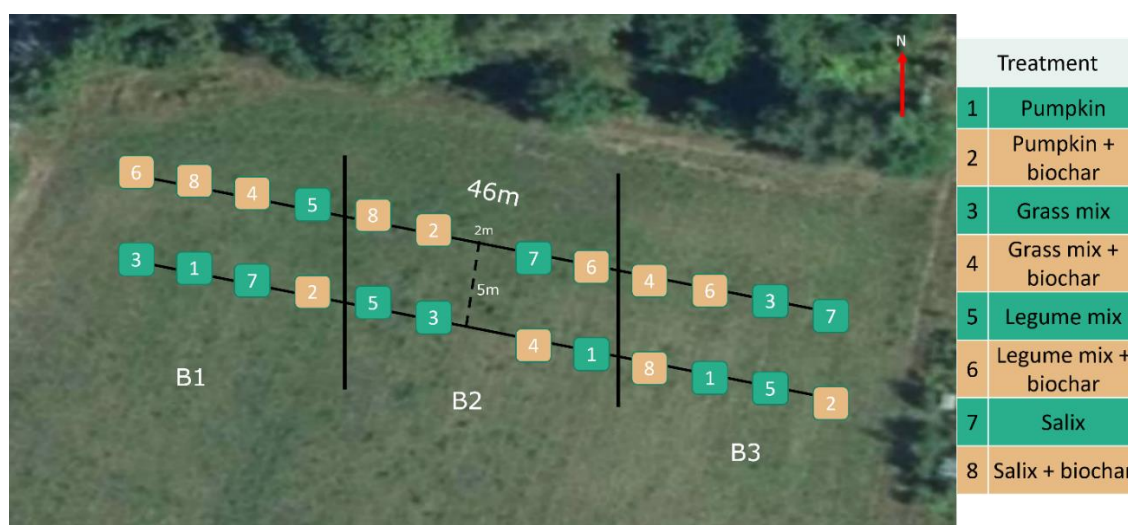 N
Treatment
1 Pumpkin
2 Pumpkin +
biochar
3 Grass mix
4 Grass mix +
biochar
5 Legume mix
6 Legume mix +
biochar
7 Salix
8 Salix + biochar
6 8 4 5 8 2 7 6 4 6 3 7
46m
2m
5m
3 1 7 2 5 3 4 1 8 1 5 2
B1
B2
B3